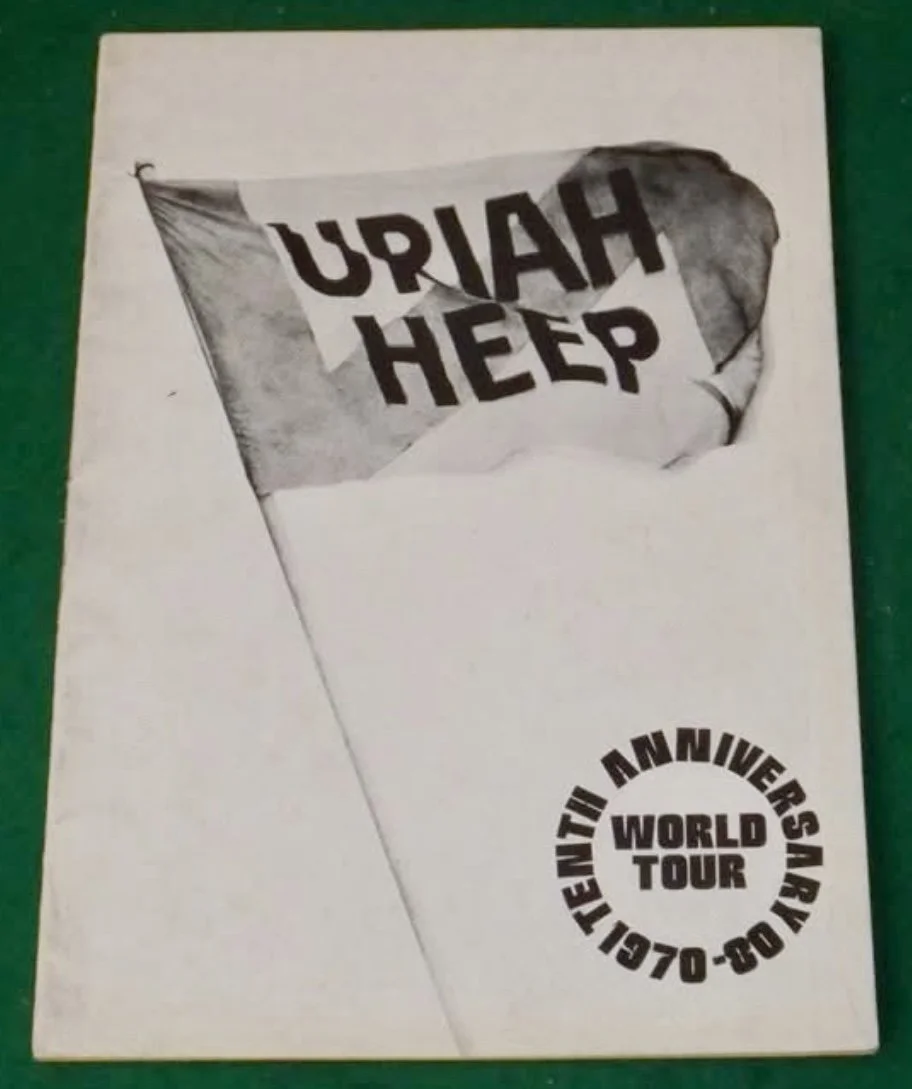 URIAH
HEEP
TENTH ANNIVERSARY
WORLD
TOUR
1970-80